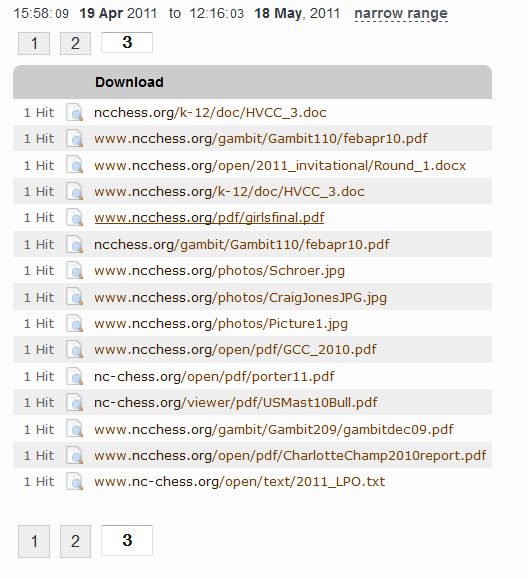 15:58:09 19 Apr 2011 to 12:16:03 18 May, 2011 narrow range
1 2 3
Download
1 Hit ncchess.org/k-12/doc/HVCC_3.doc
1 Hit www.ncchess.org/gambit/Gambit110/febapr10.pdf
1 Hit www.ncchess.org/open/2011_invitational/Round_1.docx
1 Hit www.ncchess.org/k-12/doc/HVCC_3.doc
1 Hit www.ncchess.org/pdf/girlsfinal.pdf
1 Hit ncchess.org/gambit/Gambit110/febapr10.pdf
1 Hit www.ncchess.org/photos/Schroer.jpg
1 Hit www.ncchess.org/photos/CraigJonesJPG.jpg
1 Hit www.ncchess.org/photos/Picture1.jpg
1 Hit www.ncchess.org/open/pdf/GCC_2010.pdf
1 Hit nc-chess.org/open/pdf/porter11.pdf
1 Hit nc-chess.org/viewer/pdf/USMast10Bull.pdf
1 Hit www.ncchess.org/gambit/Gambit209/gambitdec09.pdf
1 Hit www.ncchess.org/open/pdf/CharlotteChamp2010report.pdf
1 Hit www.nc-chess.org/open/text/2011_LPO.txt
1 2 3